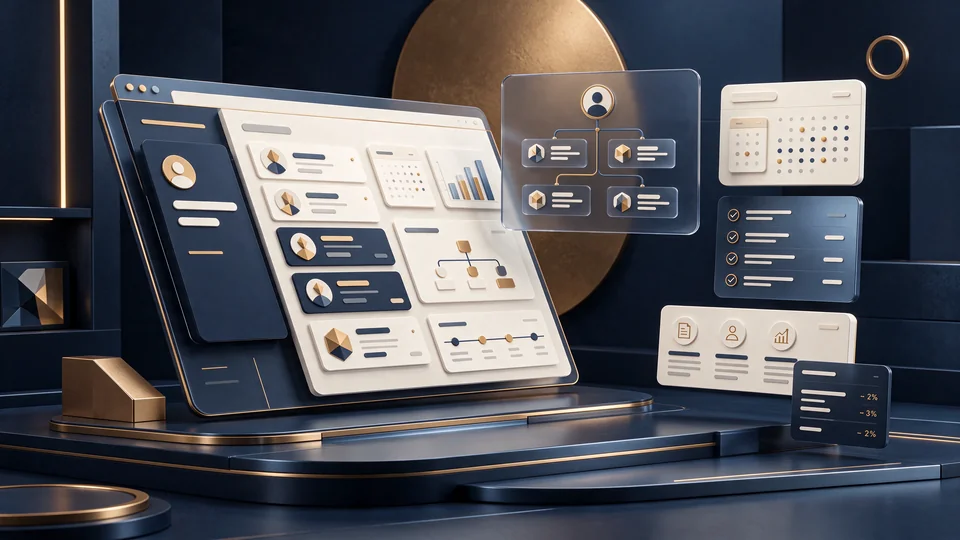 – 2%
– 3%
– 2%